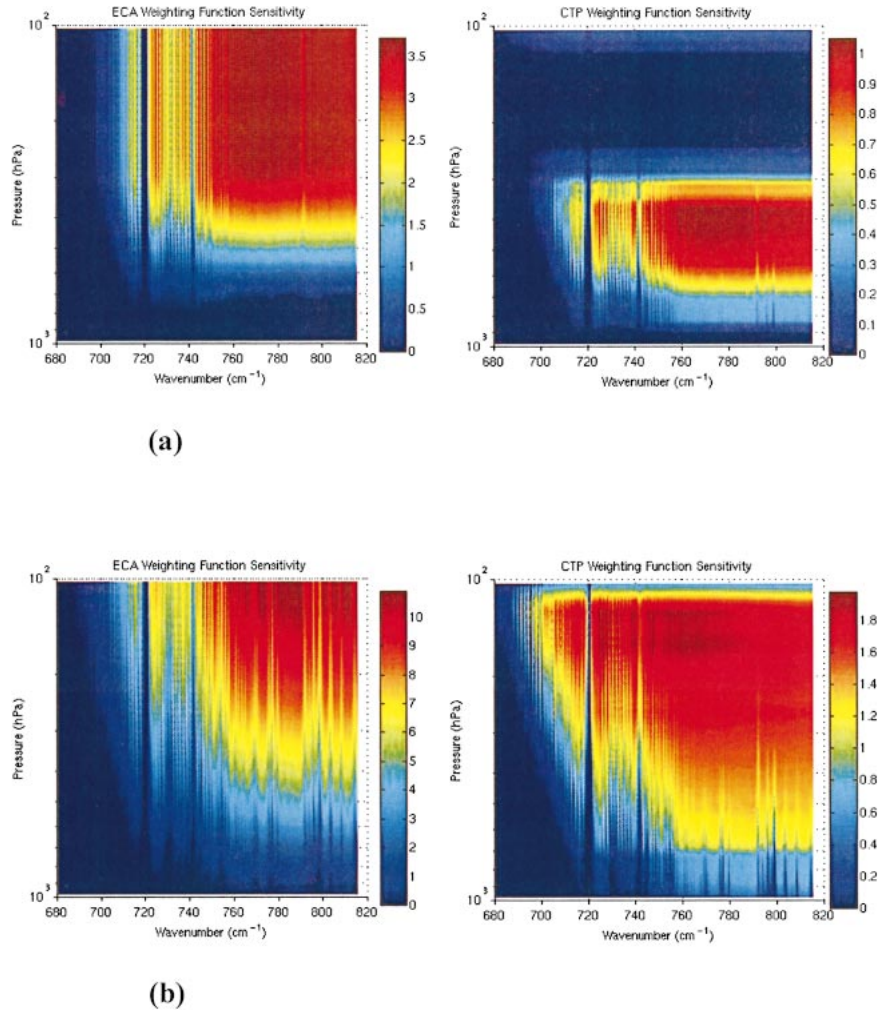 ECA Weighting Function Sensitivity
10²
Pressure (hPa)
10³
680 700 720 740 760 780 800 820
Wavenumber (cm⁻¹)
3.5
3
2.5
2
1.5
1
0.5
0
CTP Weighting Function Sensitivity
10²
Pressure (hPa)
10³
680 700 720 740 760 780 800 820
Wavenumber (cm⁻¹)
1
0.9
0.8
0.7
0.6
0.5
0.4
0.3
0.2
0.1
0
(a)
ECA Weighting Function Sensitivity
10²
Pressure (hPa)
10³
680 700 720 740 760 780 800 820
Wavenumber (cm⁻¹)
10
9
8
7
6
5
4
3
2
1
0
CTP Weighting Function Sensitivity
10²
Pressure (hPa)
10³
680 700 720 740 760 780 800 820
Wavenumber (cm⁻¹)
1.8
1.6
1.4
1.2
1
0.8
0.6
0.4
0.2
0
(b)